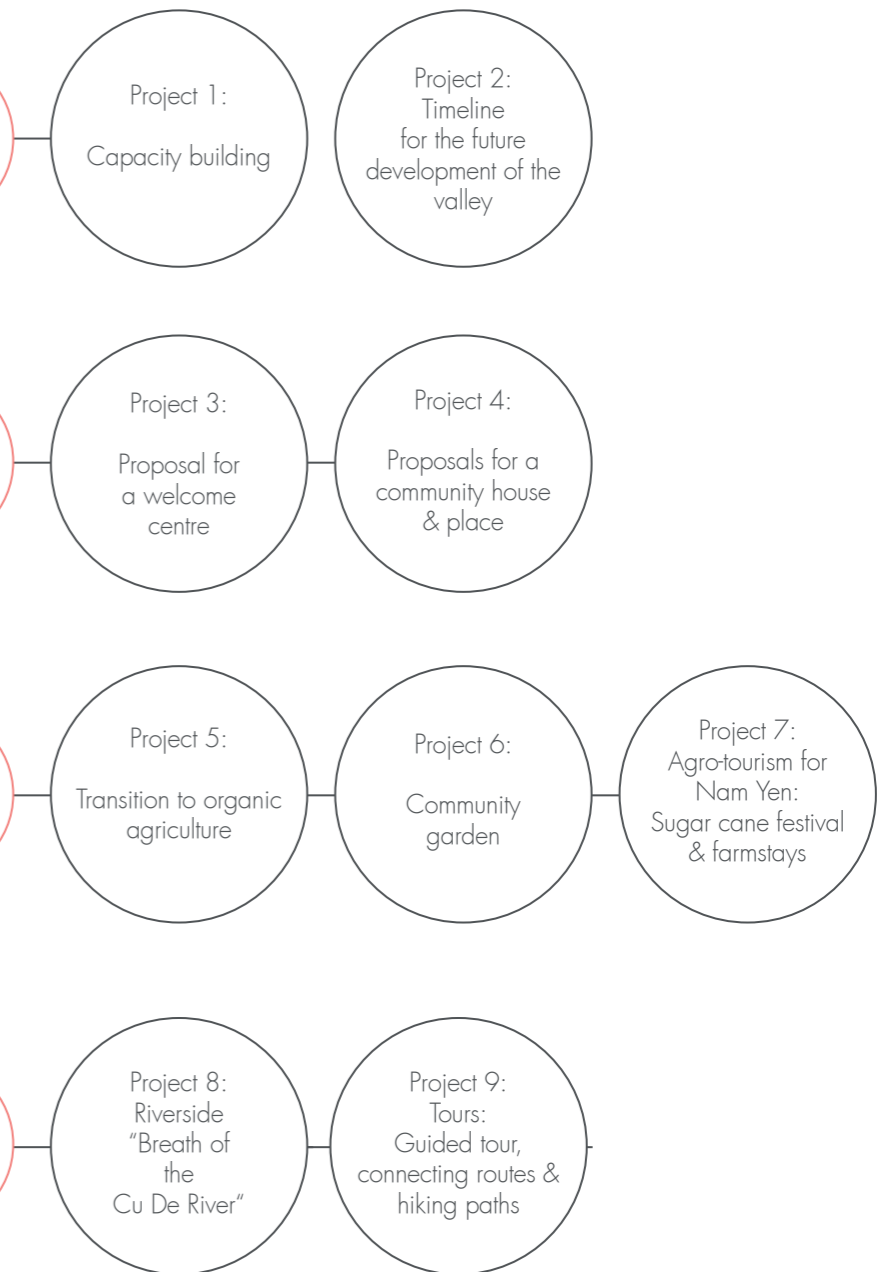 Project 1:
Capacity building
Project 2:
Timeline
for the future
development of the
valley
Project 3:
Proposal for
a welcome
centre
Project 4:
Proposals for a
community house
& place
Project 5:
Transition to organic
agriculture
Project 6:
Community
garden
Project 7:
Agro-tourism for
Nam Yen:
Sugar cane festival
& farmstays
Project 8:
Riverside
"Breath of
the
Cu De River"
Project 9:
Tours:
Guided tour,
connecting routes &
hiking paths